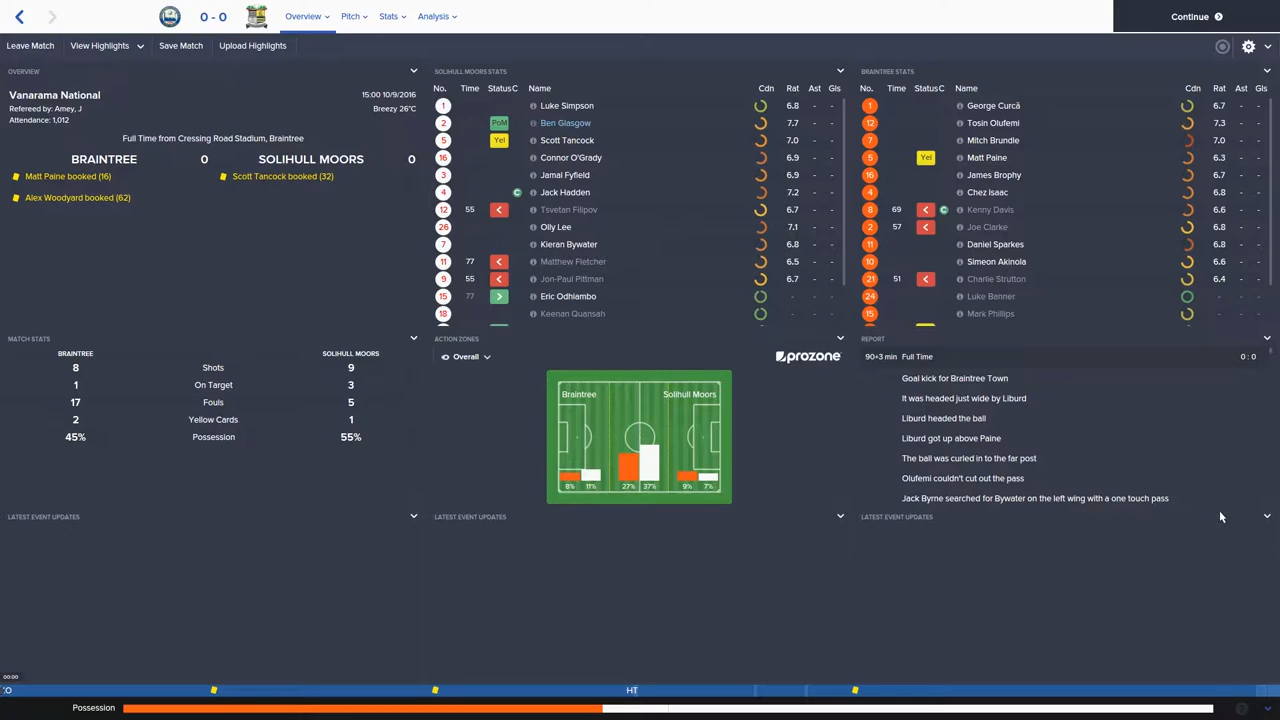 0 - 0 Overview Pitch Stats Analysis Continue
Leave Match View Highlights Save Match Upload Highlights
OVERVIEW
Vanarama National 15:00 10/9/2016
Refereed by: Amey, J Breezy 26°C
Attendance: 1,012
Full Time from Cressing Road Stadium, Braintree
BRAINTREE 0 SOLIHULL MOORS 0
Matt Paine booked (16) Scott Tancock booked (32)
Alex Woodyard booked (62)
SOLIHULL MOORS STATS
No. Time Status C Name Cdn Rat Ast Gls
1 Luke Simpson 6.8 - -
2 PoM Ben Glasgow 7.7 - -
5 Yel Scott Tancock 7.0 - -
16 Connor O'Grady 6.9 - -
3 Jamal Fyfield 6.9 - -
4 C Jack Hadden 7.2 - -
12 55 Tsvetan Filipov 6.7 - -
26 Olly Lee 7.1 - -
7 Kieran Bywater 6.8 - -
11 77 Matthew Fletcher 6.5 - -
9 55 Jon-Paul Pittman 6.7 - -
15 77 Eric Odhiambo - - -
18 Keenan Quansah - - -
BRAINTREE STATS
No. Time Status C Name Cdn Rat Ast Gls
1 George Curcă 6.7 - -
12 Tosin Olufemi 7.3 - -
7 Mitch Brundle 7.0 - -
5 Yel Matt Paine 6.3 - -
16 James Brophy 6.7 - -
4 Chez Isaac 6.8 - -
8 69 C Kenny Davis 6.6 - -
2 57 Joe Clarke 6.8 - -
11 Daniel Sparkes 6.8 - -
10 Simeon Akinola 6.6 - -
21 51 Charlie Strutton 6.4 - -
24 Luke Banner - - -
15 Mark Phillips - - -
MATCH STATS
BRAINTREE SOLIHULL MOORS
8 Shots 9
1 On Target 3
17 Fouls 5
2 Yellow Cards 1
45% Possession 55%
ACTION ZONES
Overall prozone
Braintree Solihull Moors
8% 11% 27% 37% 9% 7%
REPORT
90+3 min Full Time 0 : 0
Goal kick for Braintree Town
It was headed just wide by Liburd
Liburd headed the ball
Liburd got up above Paine
The ball was curled in to the far post
Olufemi couldn't cut out the pass
Jack Byrne searched for Bywater on the left wing with a one touch pass
LATEST EVENT UPDATES LATEST EVENT UPDATES LATEST EVENT UPDATES
00:00
HT
Possession